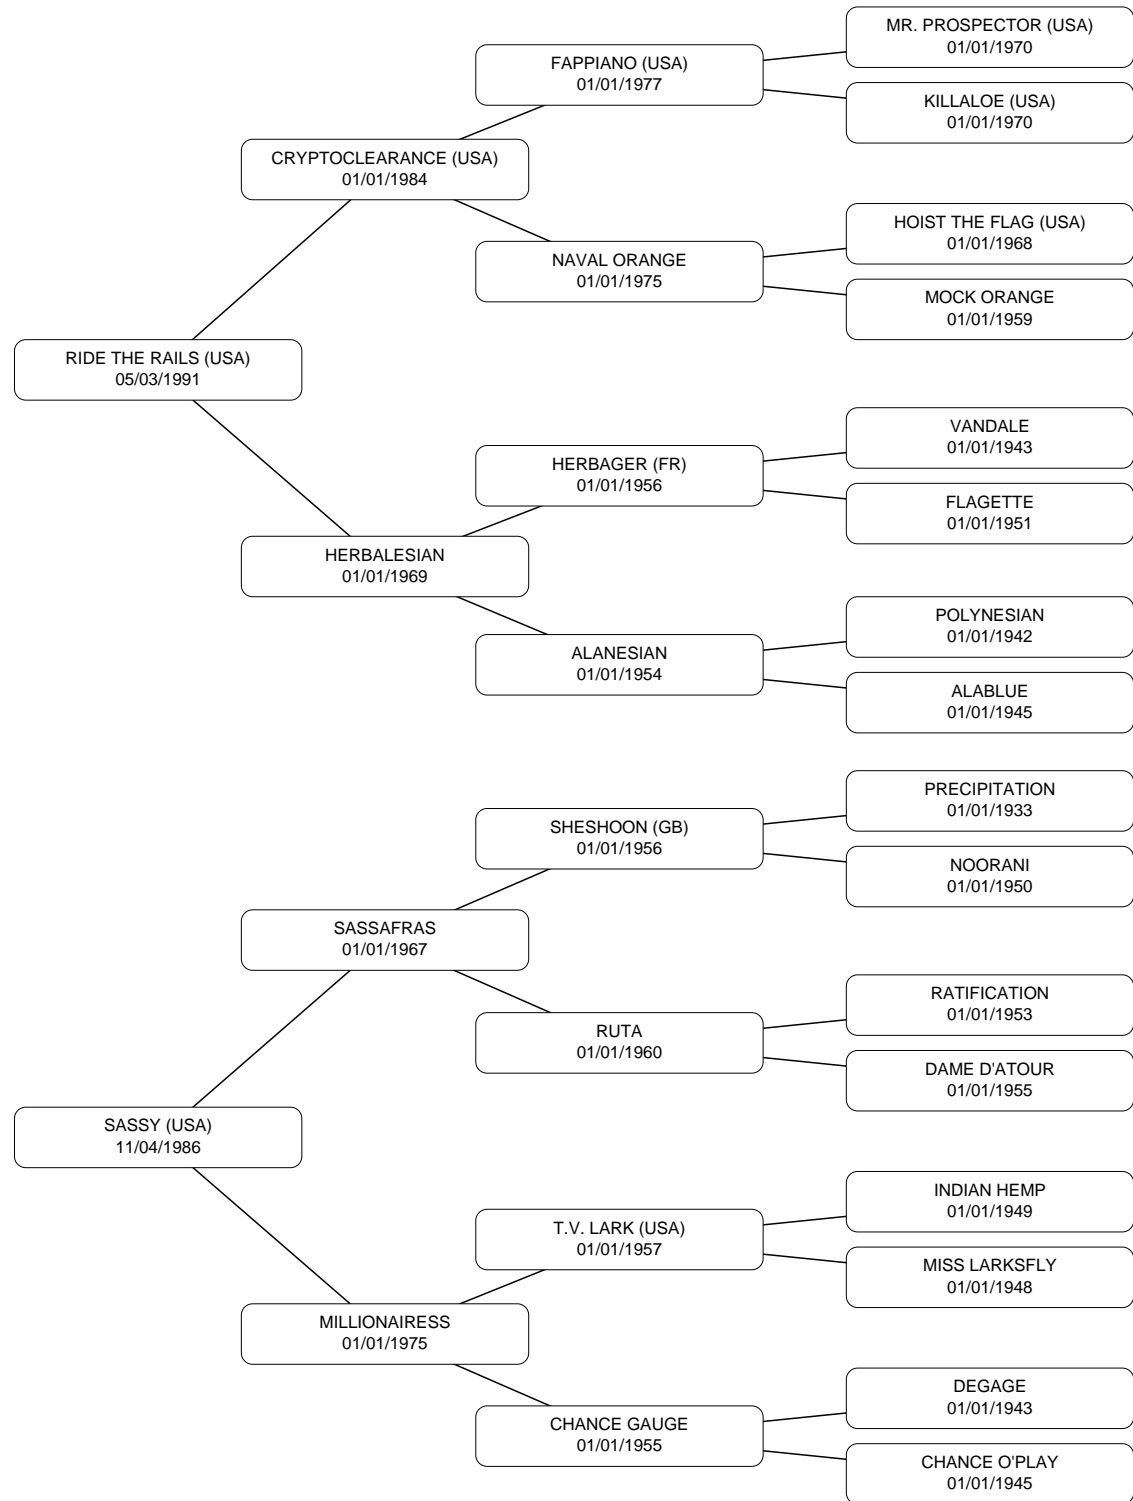 MR. PROSPECTOR (USA)
01/01/1970
FAPPIANO (USA)
01/01/1977
KILLALOE (USA)
01/01/1970
CRYPTOCLEARANCE (USA)
01/01/1984
HOIST THE FLAG (USA)
01/01/1968
NAVAL ORANGE
01/01/1975
MOCK ORANGE
01/01/1959
RIDE THE RAILS (USA)
05/03/1991
VANDALE
01/01/1943
HERBAGER (FR)
01/01/1956
FLAGETTE
01/01/1951
HERBALESIAN
01/01/1969
POLYNESIAN
01/01/1942
ALANESIAN
01/01/1954
ALABLUE
01/01/1945
PRECIPITATION
01/01/1933
SHESHOON (GB)
01/01/1956
NOORANI
01/01/1950
SASSAFRAS
01/01/1967
RATIFICATION
01/01/1953
RUTA
01/01/1960
DAME D'ATOUR
01/01/1955
SASSY (USA)
11/04/1986
INDIAN HEMP
01/01/1949
T.V. LARK (USA)
01/01/1957
MISS LARKSFLY
01/01/1948
MILLIONAIRESS
01/01/1975
DEGAGE
01/01/1943
CHANCE GAUGE
01/01/1955
CHANCE O'PLAY
01/01/1945